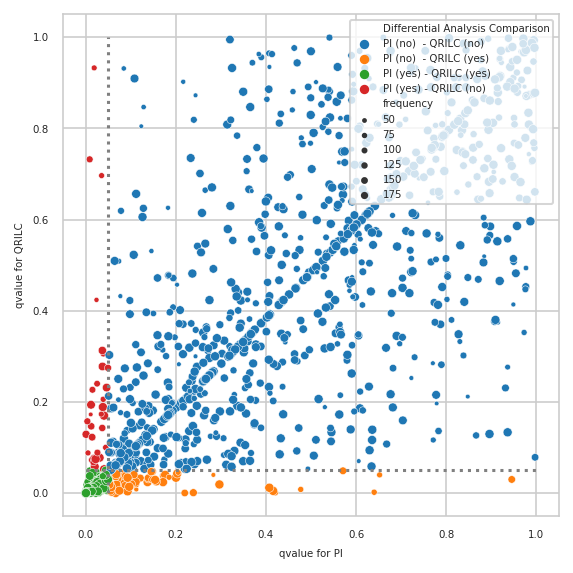 Differential Analysis Comparison
PI (no)  - QRILC (no)
PI (no)  - QRILC (yes)
PI (yes) - QRILC (yes)
PI (yes) - QRILC (no)
frequency
50
75
100
125
150
175
1.0
0.8
0.6
0.4
0.2
0.0
qvalue for QRILC
0.0 0.2 0.4 0.6 0.8 1.0
qvalue for PI